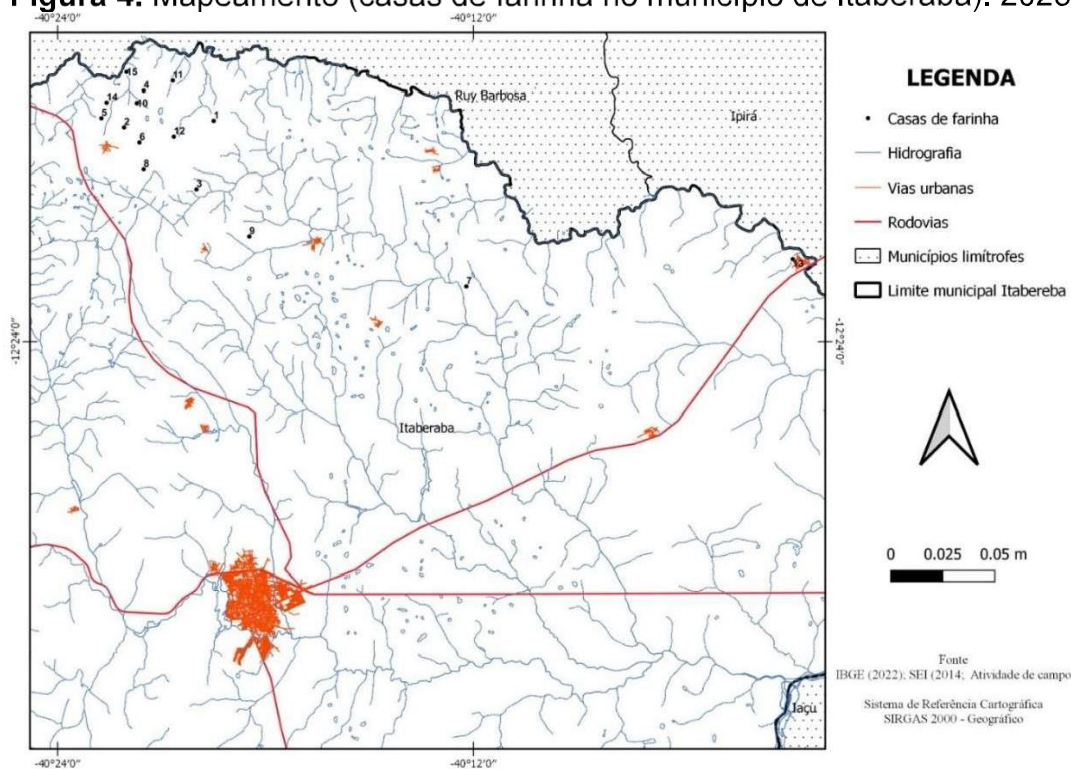 Figura 4: Mapeamento (casas de farinha no município de Itaberaba). 2023
-40°24'0" -40°12'0"
15
4
11
14
10
5
2
1
6
12
8
3
9
7
13
Ruy Barbosa
Ipirá
-12°24'0" -12°24'0"
Itaberaba
Iaçu
-40°24'0" -40°12'0"
LEGENDA
Casas de farinha
Hidrografia
Vias urbanas
Rodovias
Municípios limítrofes
Limite municipal Itabereba
0 0.025 0.05 m
Fonte
IBGE (2022); SEI (2014; Atividade de campo
Sistema de Referência Cartográfica
SIRGAS 2000 - Geográfico